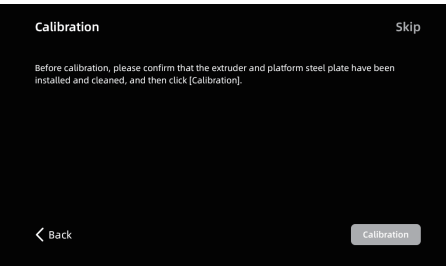 Calibration
Skip
Before calibration, please confirm that the extruder and platform steel plate have been
installed and cleaned, and then click [Calibration].
Back
Calibration